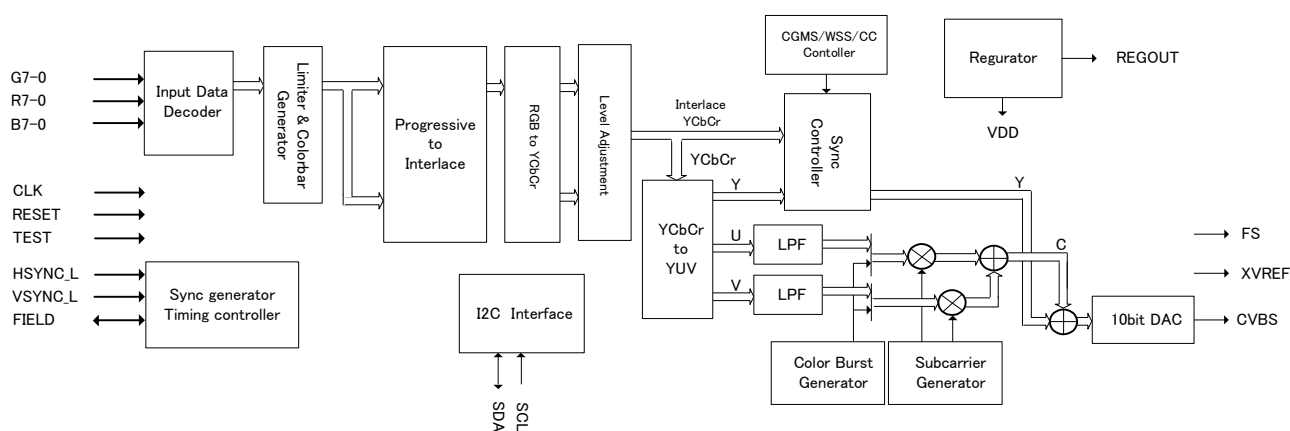 G7-0
R7-0
B7-0
Input Data
Decoder
Limiter & Colorbar
Generator
Progressive
to
Interlace
RGB to YCbCr
Level Adjustment
CGMS/WSS/CC
Contoller
Interlace
YCbCr
YCbCr
Sync
Controller
Regurator
REGOUT
VDD
CLK
RESET
TEST
HSYNC_L
VSYNC_L
FIELD
Sync generator
Timing controller
I2C Interface
SDA
SCL
YCbCr
to
YUV
Y
U
V
LPF
LPF
Color Burst
Generator
Subcarrier
Generator
Y
C
10bit DAC
FS
XVREF
CVBS